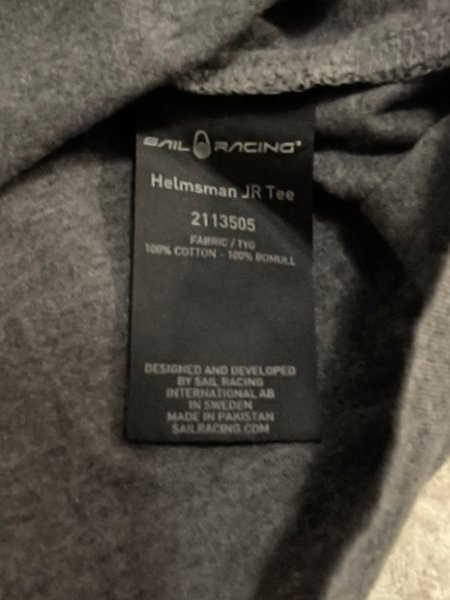 SAIL RACING®
Helmsman JR Tee
2113505
FABRIC / TYG
100% COTTON - 100% BOMULL
DESIGNED AND DEVELOPED
BY SAIL RACING
INTERNATIONAL AB
IN SWEDEN
MADE IN PAKISTAN
SAILRACING.COM